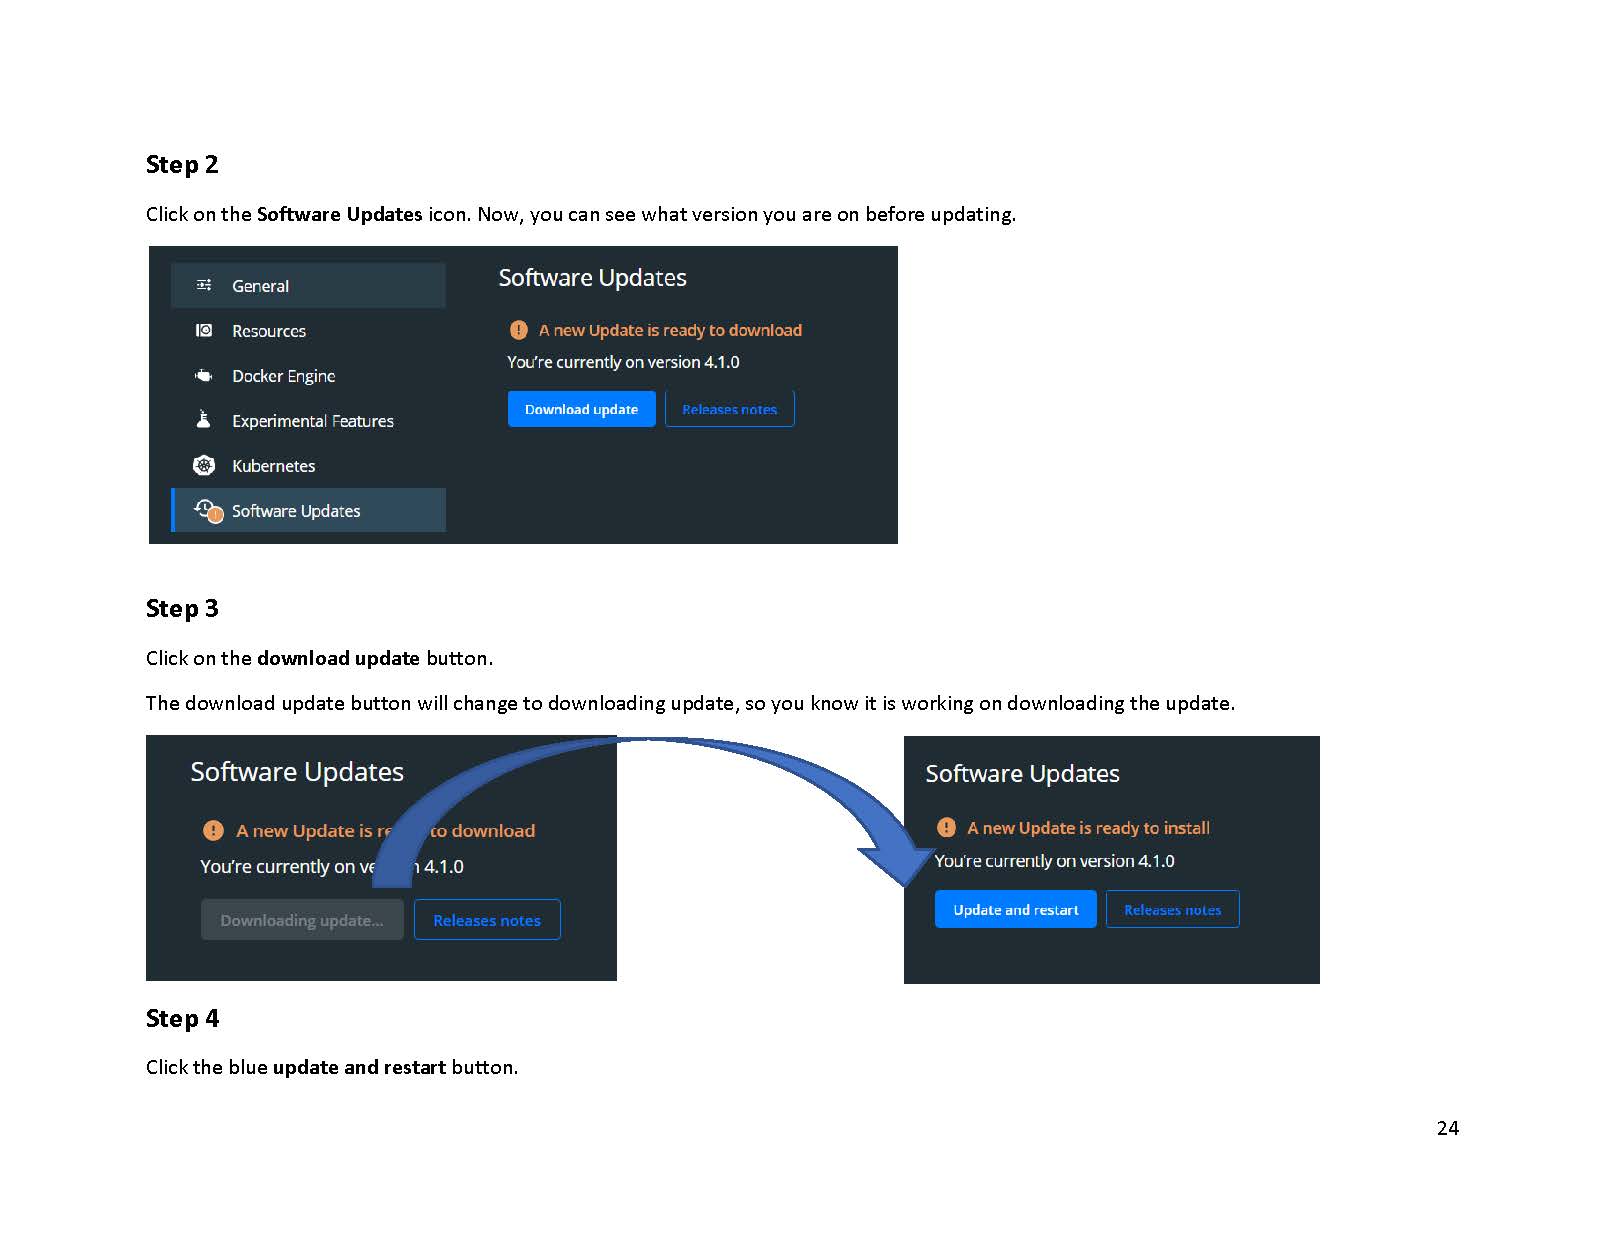 Step 2
Click on the Software Updates icon. Now, you can see what version you are on before updating.
General
Resources
Docker Engine
Experimental Features
Kubernetes
Software Updates
Software Updates
! A new Update is ready to download
You're currently on version 4.1.0
Download update
Releases notes
Step 3
Click on the download update button.
The download update button will change to downloading update, so you know it is working on downloading the update.
Software Updates
! A new Update is re to download
You're currently on ve n 4.1.0
Downloading update...
Releases notes
Software Updates
! A new Update is ready to install
You're currently on version 4.1.0
Update and restart
Releases notes
Step 4
Click the blue update and restart button.
24